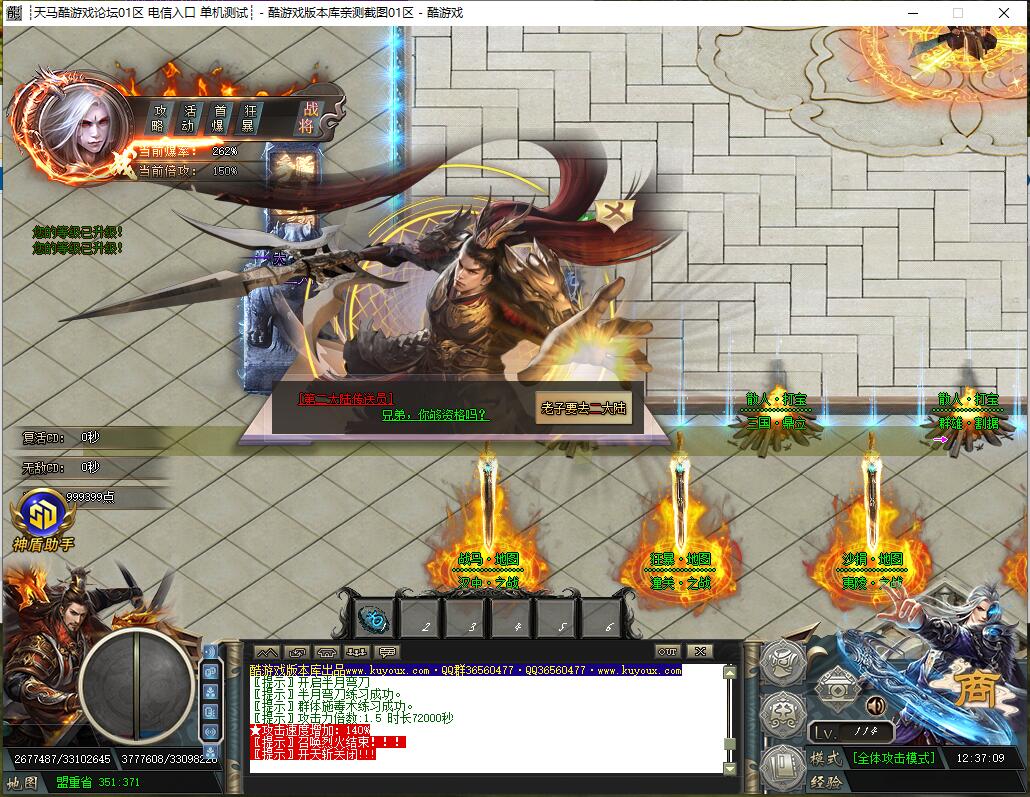 天马酷游戏论坛01区 电信入口 单机测试 - 酷游戏版本库亲测截图01区 - 酷游戏
攻略 活动 首爆 狂暴 战将
当前爆率: 262%
当前倍攻: 150%
您的等级已升级!
您的等级已升级!
[第二大陆传送员]
兄弟，你够资格吗?
老子要去二大陆
散人·打宝
三国·鼎立
散人·打宝
群雄·割据
复活CD: 0秒
无敌CD: 0秒
999399点
神盾助手
战马·地图
汉中·之战
狂暴·地图
潼关·之战
沙捐·地图
夷陵·之战
2 3 4 5 6
OUT
酷游戏版本库出品www.kuyoux.com·QQ群36560477·QQ36560477·www.kuyoux.com
〖提示〗开启半月弯刀
〖提示〗半月弯刀练习成功。
〖提示〗群体施毒术练习成功。
〖提示〗攻击力倍数:1.5 时长72000秒
★攻击速度增加: 140%
〖提示〗召唤烈火结束!!!!
〖提示〗开天斩关闭!!!
商
Lv. 114
模式 [全体攻击模式] 12:37:09
经验
2677487/33102645
地图 盟重省 351:371